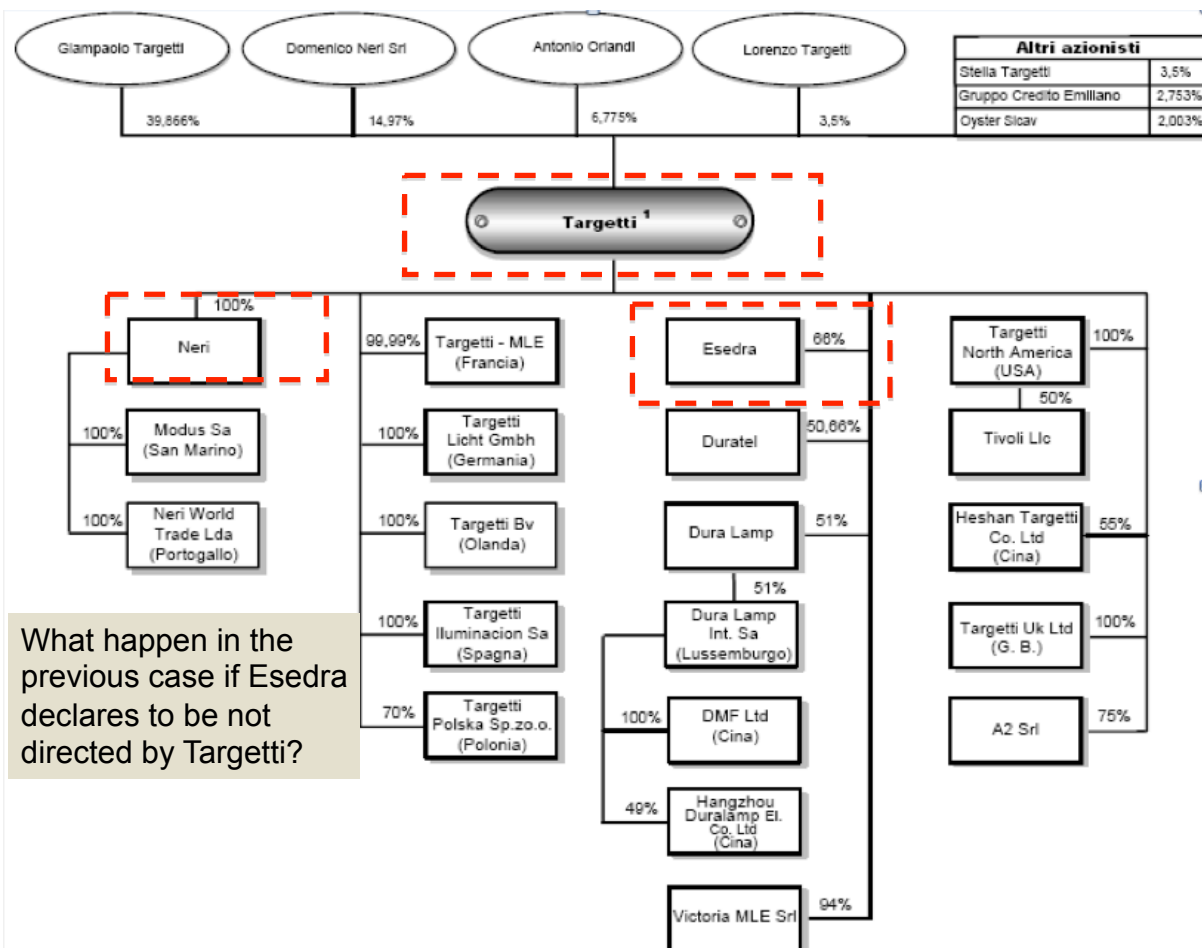 Giampaolo Targetti
Domenico Neri Srl
Antonio Orlandi
Lorenzo Targetti
Altri azionisti
Stella Targetti 3,5%
Gruppo Credito Emiliano 2,753%
Oyster Sicav 2,003%
39,866%
14,97%
6,775%
3,5%
Targetti 1
100%
Neri
100%
Modus Sa
(San Marino)
100%
Neri World
Trade Lda
(Portogallo)
99,99%
Targetti - MLE
(Francia)
100%
Targetti
Licht Gmbh
(Germania)
100%
Targetti Bv
(Olanda)
100%
Targetti
Iluminacion Sa
(Spagna)
70%
Targetti
Polska Sp.zo.o.
(Polonia)
Esedra
66%
Duratel
50,66%
Dura Lamp
51%
51%
Dura Lamp
Int. Sa
(Lussemburgo)
100%
DMF Ltd
(Cina)
49%
Hangzhou
Duralamp El.
Co. Ltd
(Cina)
Victoria MLE Srl
94%
Targetti
North America
(USA)
100%
50%
Tivoli Llc
Heshan Targetti
Co. Ltd
(Cina)
55%
Targetti Uk Ltd
(G. B.)
100%
A2 Srl
75%
What happen in the
previous case if Esedra
declares to be not
directed by Targetti?